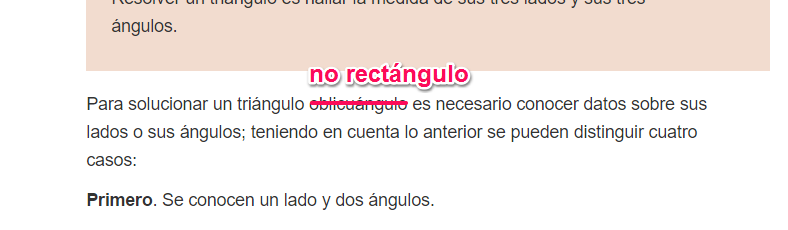 Resolver un triángulo es hallar la medida de sus tres lados y sus tres
ángulos.
no rectángulo
Para solucionar un triángulo oblicuángulo es necesario conocer datos sobre sus
lados o sus ángulos; teniendo en cuenta lo anterior se pueden distinguir cuatro
casos:
Primero. Se conocen un lado y dos ángulos.